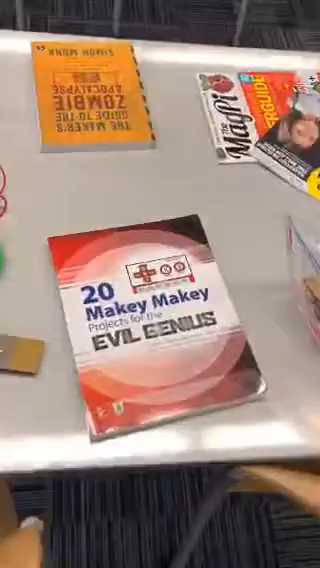 SIMON MONK
THE MAKER'S
GUIDE TO THE
ZOMBIE
APOCALYPSE
The MagPi
20
Makey Makey
Projects for the
EVIL GENIUS